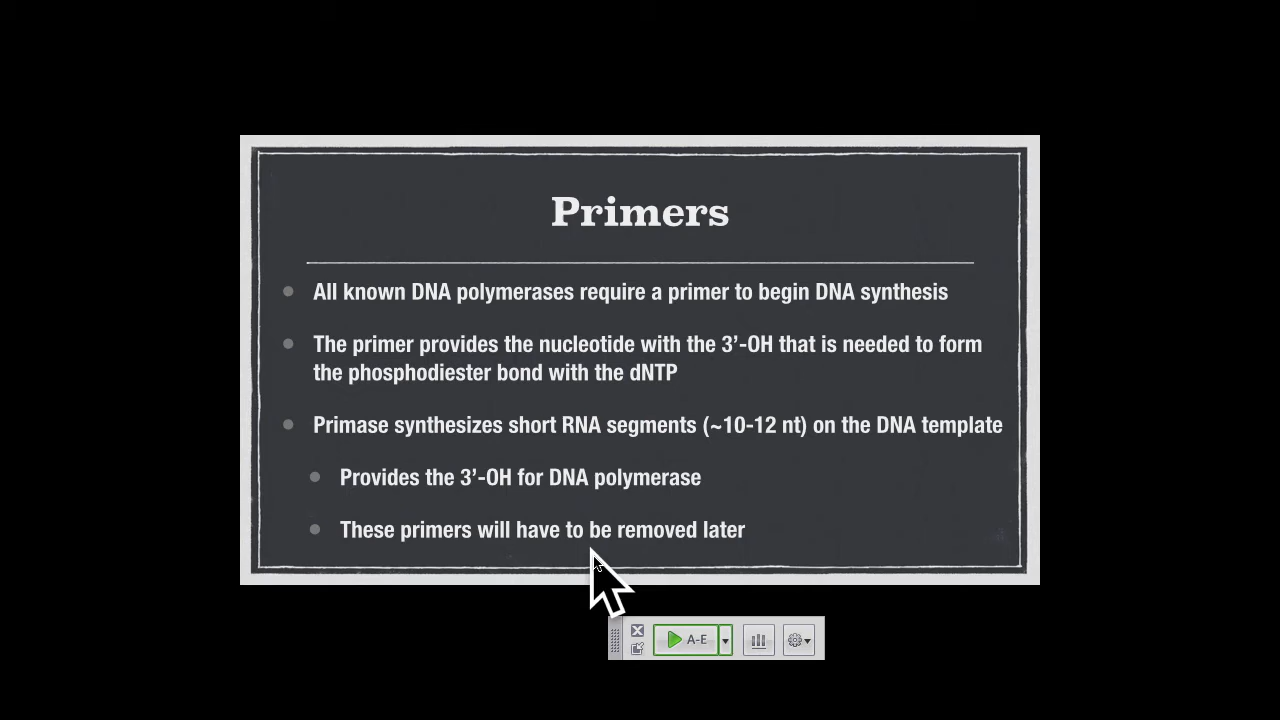 Primers
All known DNA polymerases require a primer to begin DNA synthesis
The primer provides the nucleotide with the 3’-OH that is needed to form
the phosphodiester bond with the dNTP
Primase synthesizes short RNA segments (~10-12 nt) on the DNA template
Provides the 3’-OH for DNA polymerase
These primers will have to be removed later
A-E